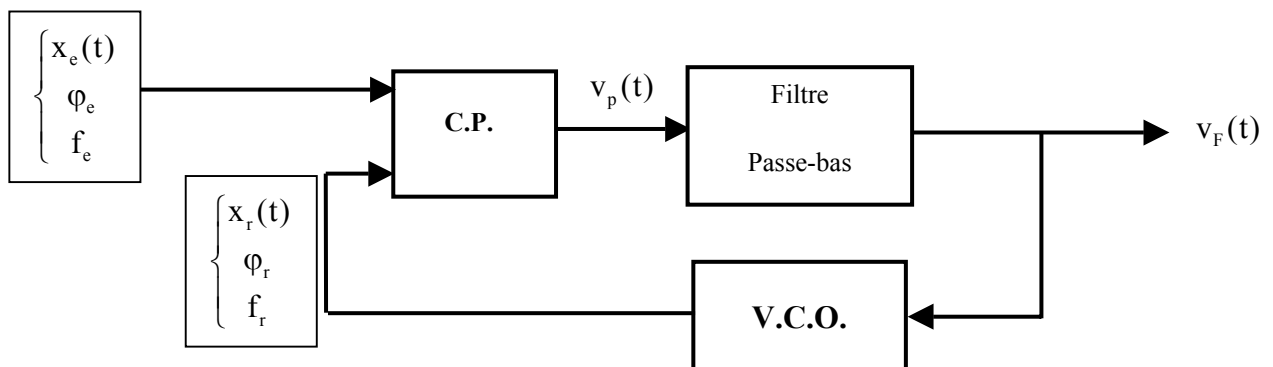 x_e(t)
φ_e
f_e
C.P.
v_p(t)
Filtre
Passe-bas
v_F(t)
x_r(t)
φ_r
f_r
V.C.O.